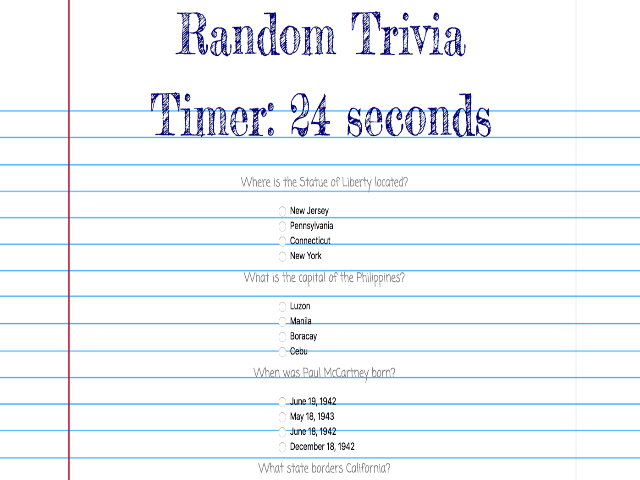 Random Trivia
Timer: 24 seconds
Where is the Statue of Liberty located?
New Jersey
Pennsylvania
Connecticut
New York
What is the capital of the Philippines?
Luzon
Manila
Boracay
Cebu
When was Paul McCartney born?
June 19, 1942
May 18, 1943
June 18, 1942
December 18, 1942
What state borders California?